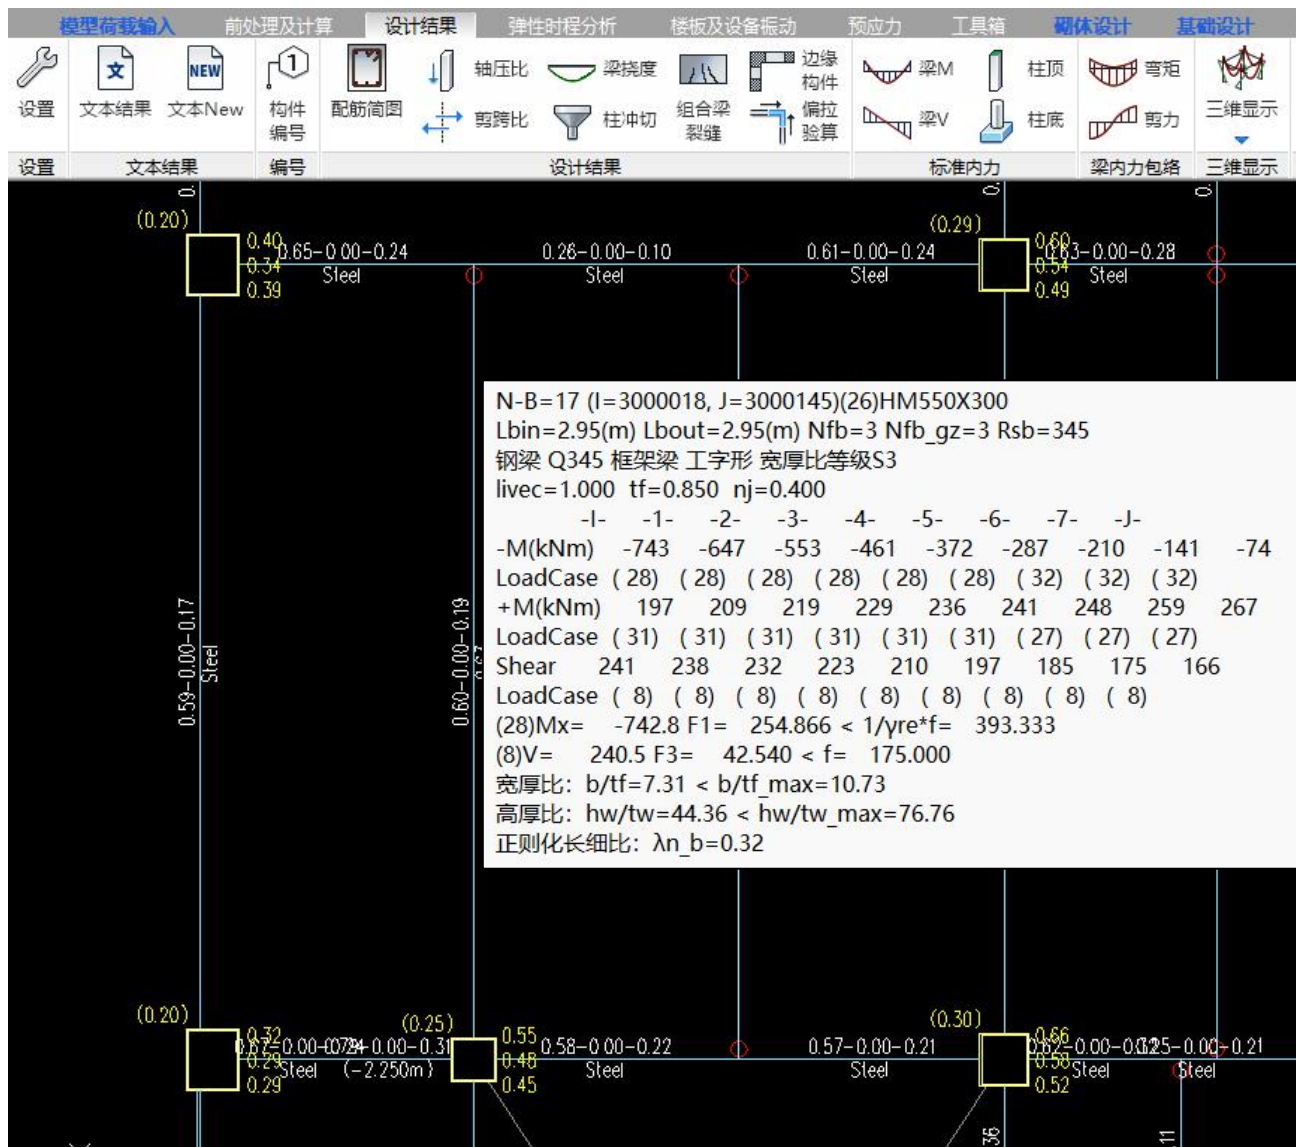 模型荷载输入 前处理及计算 设计结果 弹性时程分析 楼板及设备振动 预应力 工具箱 砌体设计 基础设计
文 NEW 1 轴压比 梁挠度 边缘构件 梁M 柱顶 弯矩
设置 文本结果 文本New 构件编号 配筋简图 剪跨比 柱冲切 组合梁裂缝 偏拉验算 梁V 柱底 剪力 三维显示
设置 文本结果 编号 设计结果 标准内力 梁内力包络 三维显示
0. 0. 0.
(0.20) (0.29)
0.40 0.60
0.65-0.00-0.24 0.26-0.00-0.10 0.61-0.00-0.24 0.63-0.00-0.28
0.34 Steel Steel Steel 0.54 Steel
0.39 0.49
N-B=17 (I=3000018, J=3000145)(26)HM550X300
Lbin=2.95(m) Lbout=2.95(m) Nfb=3 Nfb_gz=3 Rsb=345
钢梁 Q345 框架梁 工字形 宽厚比等级S3
livec=1.000 tf=0.850 nj=0.400
-I- -1- -2- -3- -4- -5- -6- -7- -J-
-M(kNm) -743 -647 -553 -461 -372 -287 -210 -141 -74
LoadCase (28) (28) (28) (28) (28) (28) (32) (32) (32)
+M(kNm) 197 209 219 229 236 241 248 259 267
LoadCase (31) (31) (31) (31) (31) (31) (27) (27) (27)
Shear 241 238 232 223 210 197 185 175 166
LoadCase ( 8) ( 8) ( 8) ( 8) ( 8) ( 8) ( 8) ( 8) ( 8)
(28)Mx= -742.8 F1= 254.866 < 1/γre*f= 393.333
(8)V= 240.5 F3= 42.540 < f= 175.000
宽厚比: b/tf=7.31 < b/tf_max=10.73
高厚比: hw/tw=44.36 < hw/tw_max=76.76
正则化长细比: λn_b=0.32
0.59-0.00-0.17
Steel
0.60-0.00-0.19
(0.20) (0.25) (0.30)
0.32 0.55 0.66
0.58-0.00-0.22 0.57-0.00-0.21
0.29 Steel (-2.250m) 0.48 Steel Steel 0.58 Steel Steel
0.29 0.45 0.52
36 11